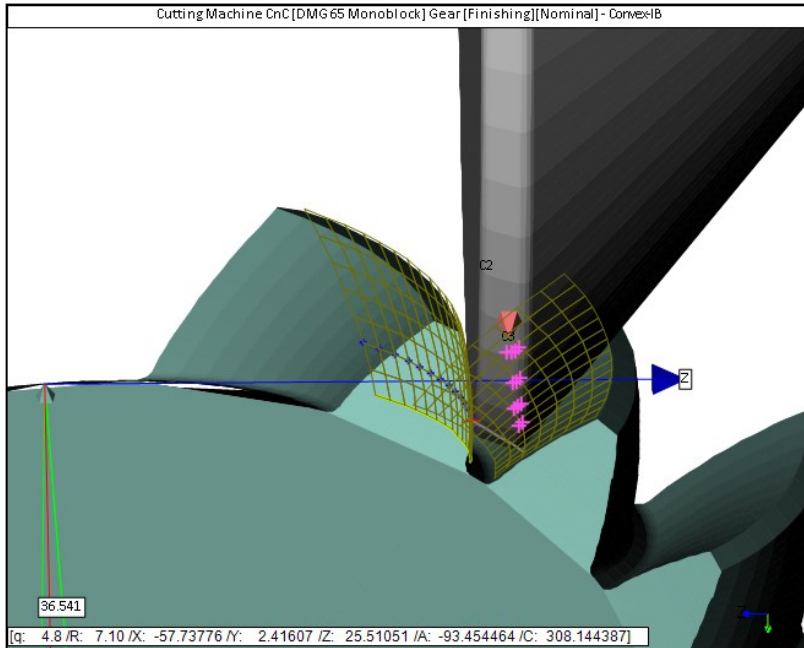 Cutting Machine CnC [DMG 65 Monoblock] Gear [Finishing][Nominal] - Convex-IB
C2
C3
Z
36.541
Z
[q: 4.8 /R: 7.10 /X: -57.73776 /Y: 2.41607 /Z: 25.51051 /A: -93.454464 /C: 308.144387]